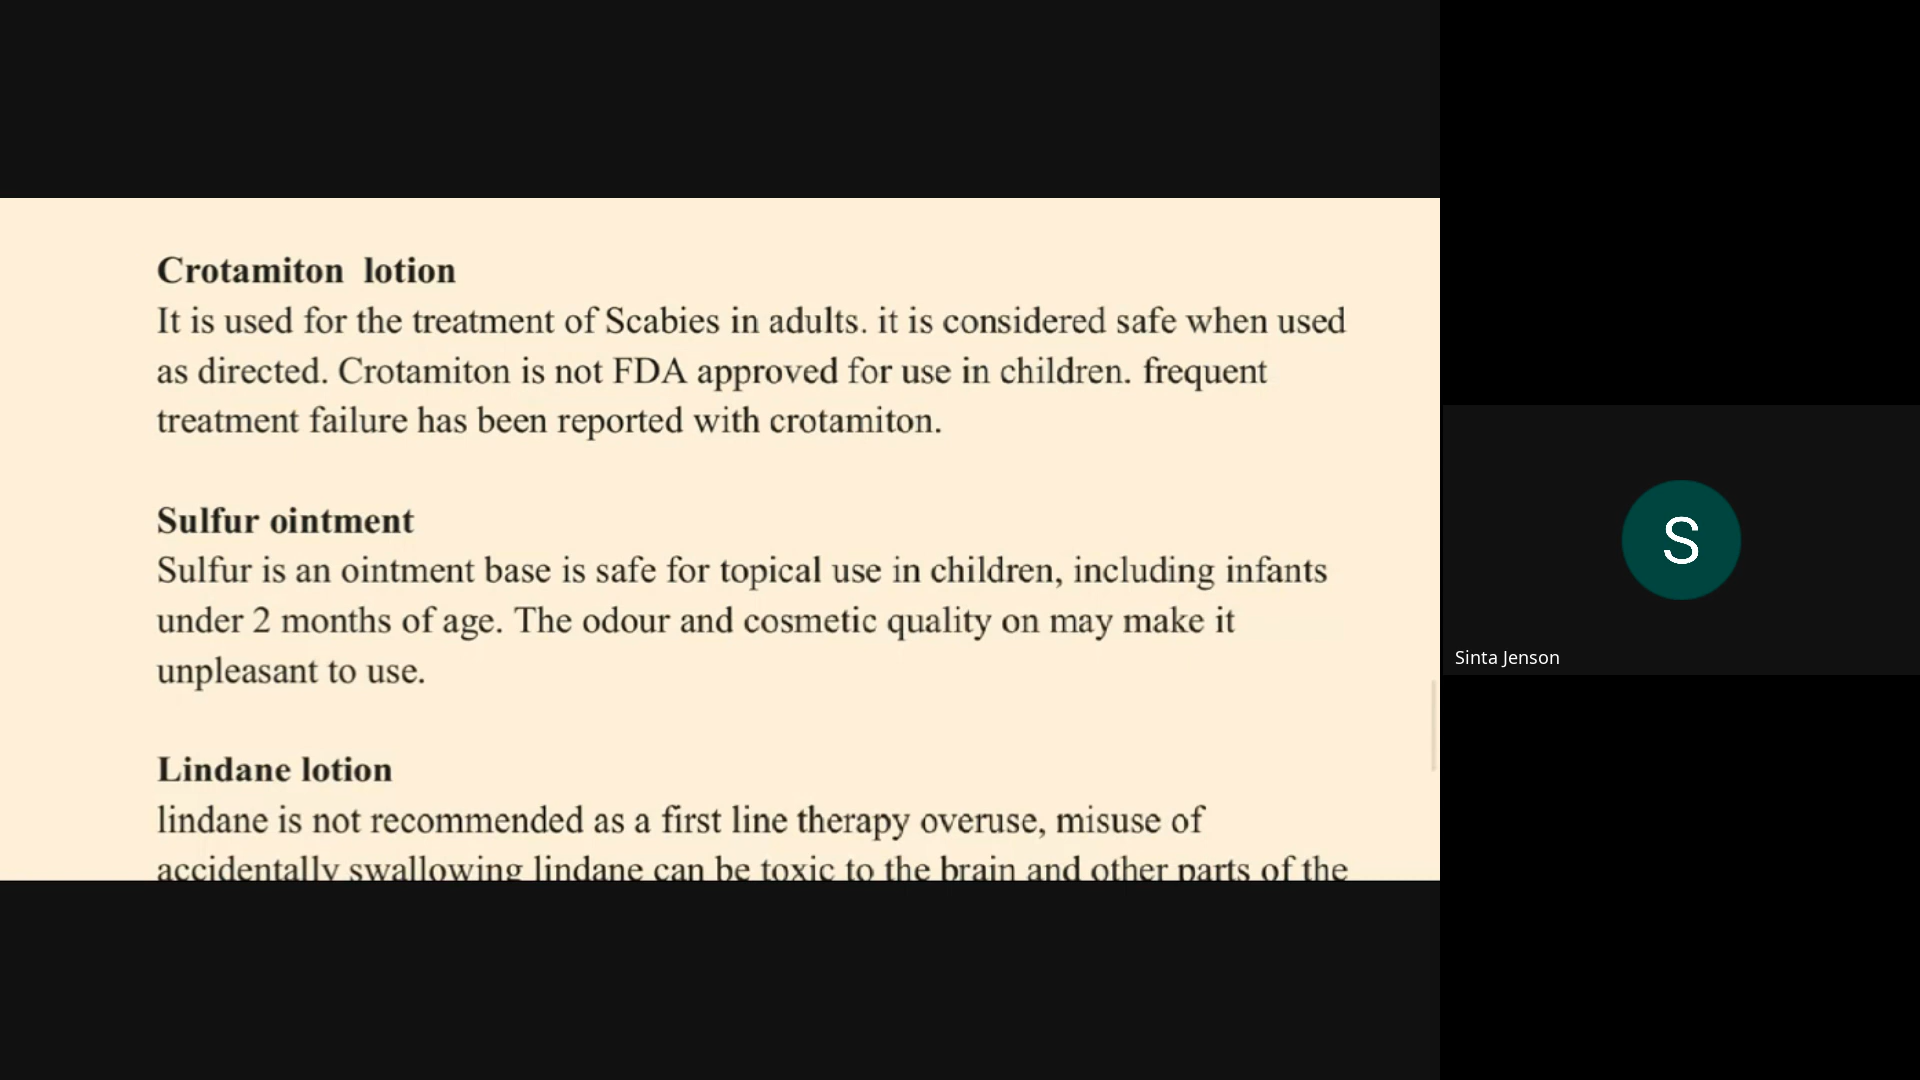 Crotamiton lotion
It is used for the treatment of Scabies in adults. it is considered safe when used
as directed. Crotamiton is not FDA approved for use in children. frequent
treatment failure has been reported with crotamiton.
Sulfur ointment
Sulfur is an ointment base is safe for topical use in children, including infants
under 2 months of age. The odour and cosmetic quality on may make it
unpleasant to use.
Lindane lotion
lindane is not recommended as a first line therapy overuse, misuse of
accidentally swallowing lindane can be toxic to the brain and other parts of the
S
Sinta Jenson